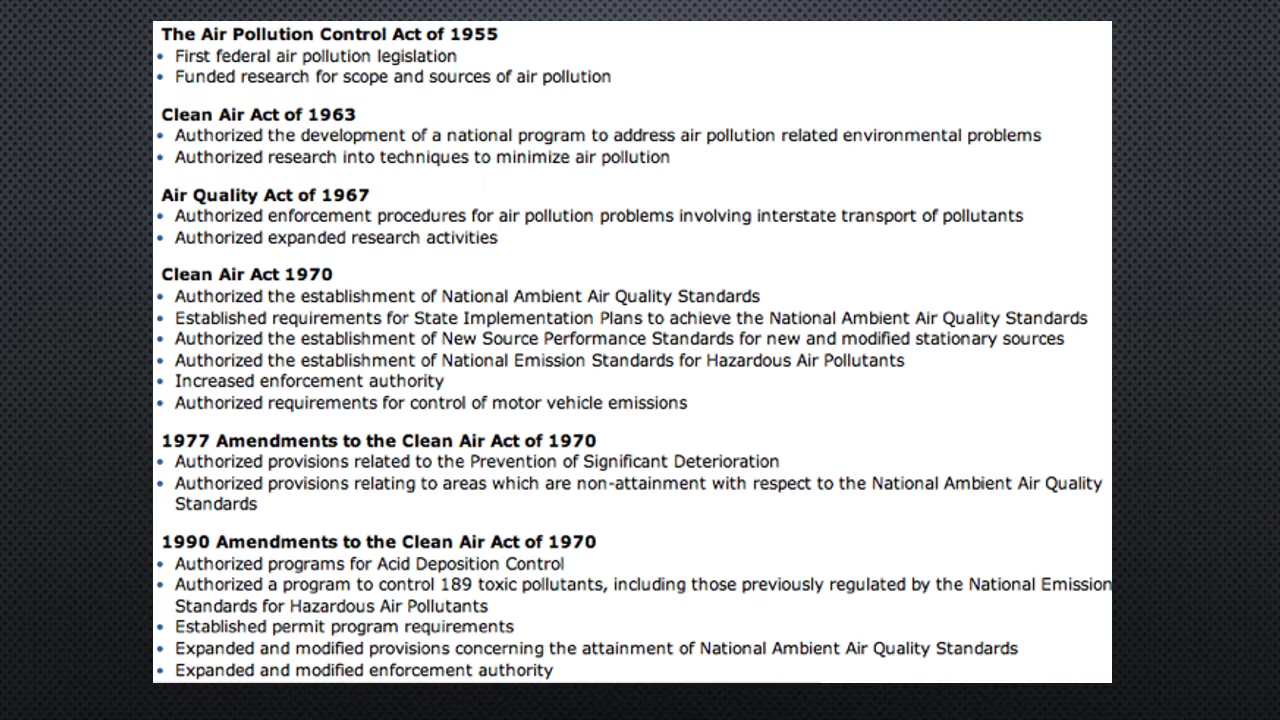 The Air Pollution Control Act of 1955
• First federal air pollution legislation
• Funded research for scope and sources of air pollution
Clean Air Act of 1963
• Authorized the development of a national program to address air pollution related environmental problems
• Authorized research into techniques to minimize air pollution
Air Quality Act of 1967
• Authorized enforcement procedures for air pollution problems involving interstate transport of pollutants
• Authorized expanded research activities
Clean Air Act 1970
• Authorized the establishment of National Ambient Air Quality Standards
• Established requirements for State Implementation Plans to achieve the National Ambient Air Quality Standards
• Authorized the establishment of New Source Performance Standards for new and modified stationary sources
• Authorized the establishment of National Emission Standards for Hazardous Air Pollutants
• Increased enforcement authority
• Authorized requirements for control of motor vehicle emissions
1977 Amendments to the Clean Air Act of 1970
• Authorized provisions related to the Prevention of Significant Deterioration
• Authorized provisions relating to areas which are non-attainment with respect to the National Ambient Air Quality
Standards
1990 Amendments to the Clean Air Act of 1970
• Authorized programs for Acid Deposition Control
• Authorized a program to control 189 toxic pollutants, including those previously regulated by the National Emission
Standards for Hazardous Air Pollutants
• Established permit program requirements
• Expanded and modified provisions concerning the attainment of National Ambient Air Quality Standards
• Expanded and modified enforcement authority